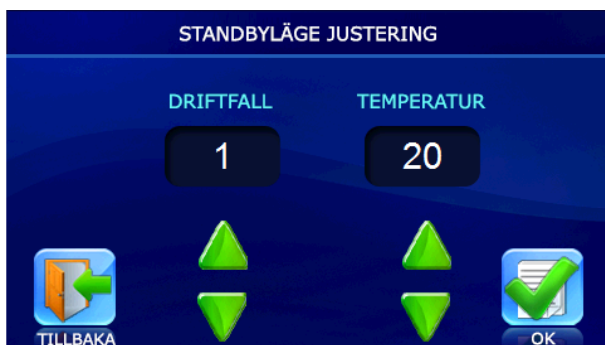 STANDBYLÄGE JUSTERING
DRIFTFALL TEMPERATUR
1 20
TILLBAKA OK